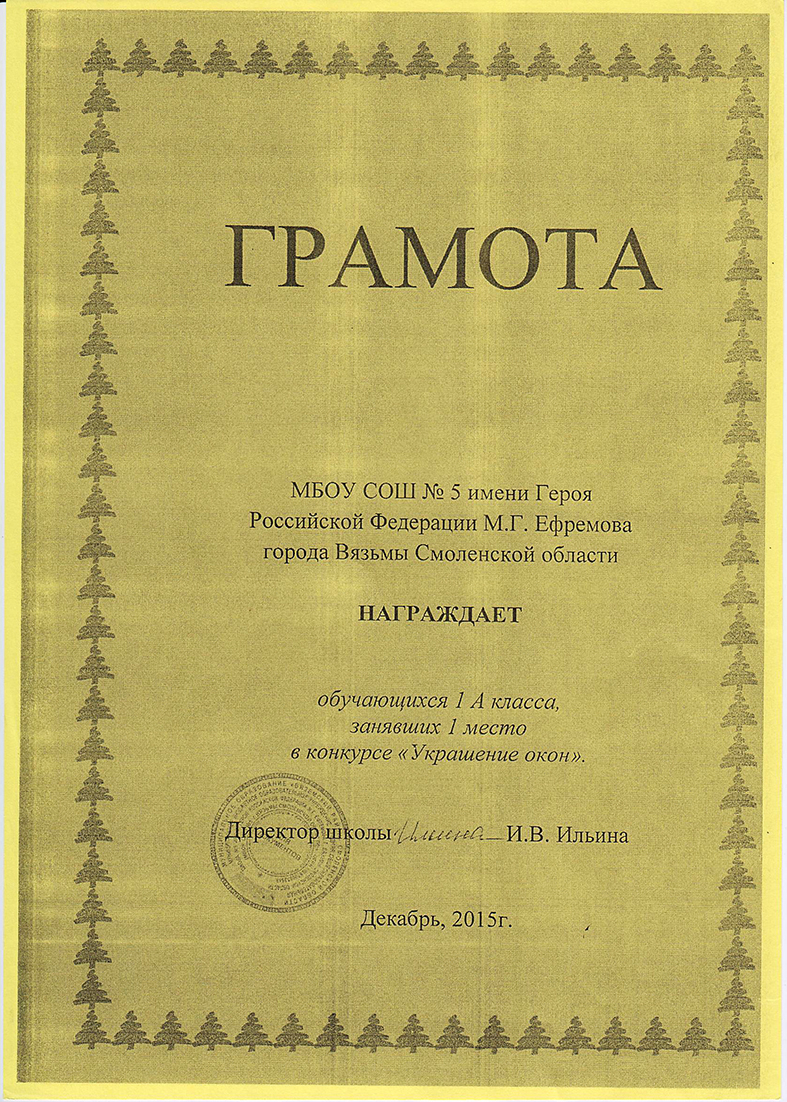 ГРАМОТА
МБОУ СОШ № 5 имени Героя
Российской Федерации М.Г. Ефремова
города Вязьмы Смоленской области
НАГРАЖДАЕТ
обучающихся 1 А класса,
занявших 1 место
в конкурсе «Украшение окон».
Директор школы Ильина И.В. Ильина
Декабрь, 2015г.